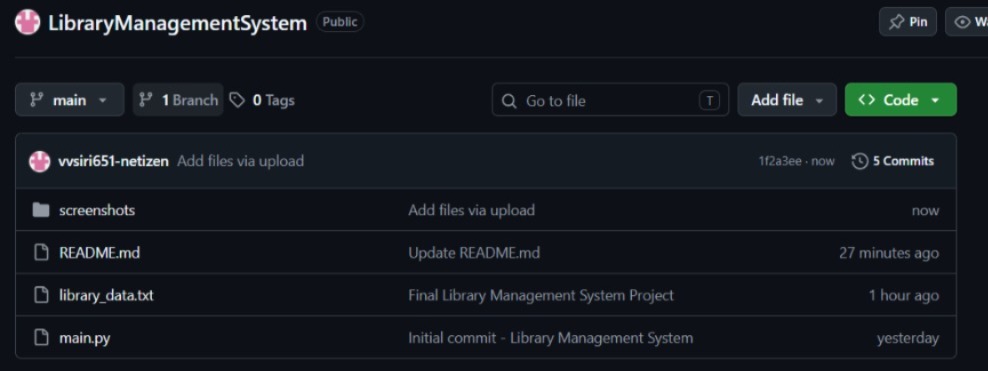 LibraryManagementSystem Public Pin
main 1 Branch 0 Tags Go to file T Add file Code
vvsiri651-netizen Add files via upload 1f2a3ee · now 5 Commits
screenshots Add files via upload now
README.md Update README.md 27 minutes ago
library_data.txt Final Library Management System Project 1 hour ago
main.py Initial commit - Library Management System yesterday